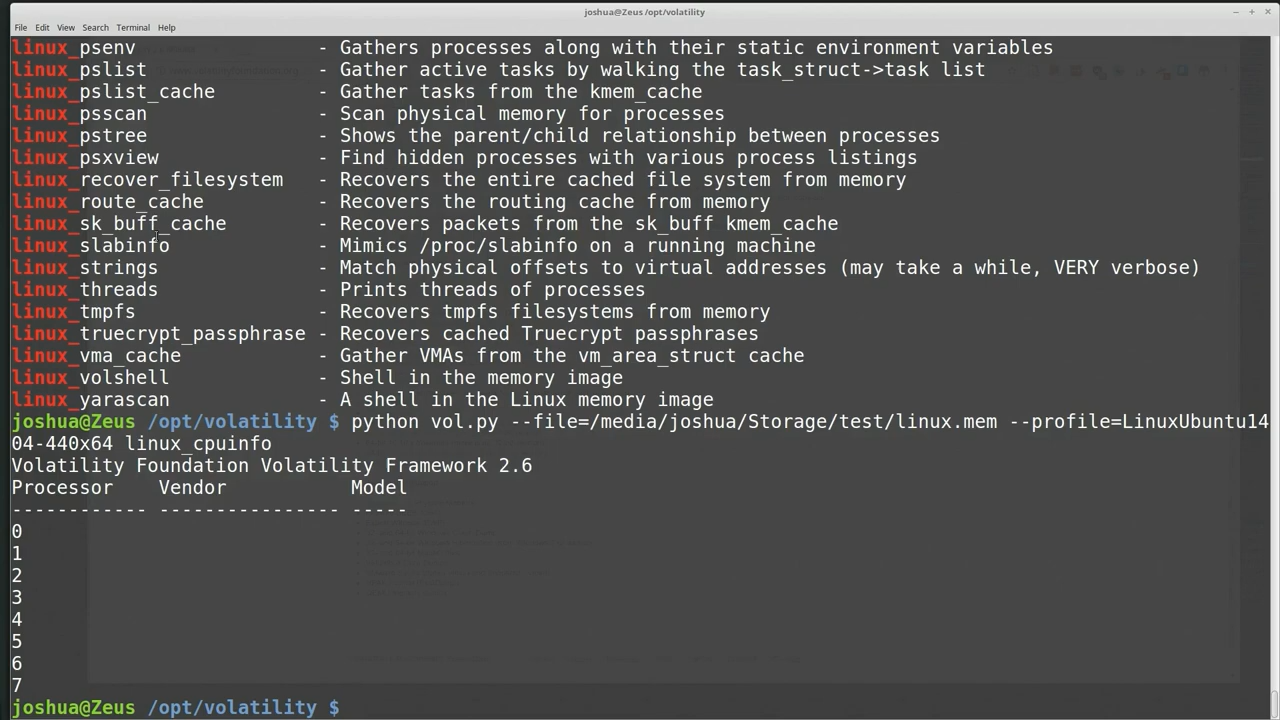 joshua@Zeus /opt/volatility
File Edit View Search Terminal Help
linux_psenv - Gathers processes along with their static environment variables
linux_pslist - Gather active tasks by walking the task_struct->task list
linux_pslist_cache - Gather tasks from the kmem_cache
linux_psscan - Scan physical memory for processes
linux_pstree - Shows the parent/child relationship between processes
linux_psxview - Find hidden processes with various process listings
linux_recover_filesystem - Recovers the entire cached file system from memory
linux_route_cache - Recovers the routing cache from memory
linux_sk_buff_cache - Recovers packets from the sk_buff kmem_cache
linux_slabinfo - Mimics /proc/slabinfo on a running machine
linux_strings - Match physical offsets to virtual addresses (may take a while, VERY verbose)
linux_threads - Prints threads of processes
linux_tmpfs - Recovers tmpfs filesystems from memory
linux_truecrypt_passphrase - Recovers cached Truecrypt passphrases
linux_vma_cache - Gather VMAs from the vm_area_struct cache
linux_volshell - Shell in the memory image
linux_yarascan - A shell in the Linux memory image
joshua@Zeus /opt/volatility $ python vol.py --file=/media/joshua/Storage/test/linux.mem --profile=LinuxUbuntu14
04-440x64 linux_cpuinfo
Volatility Foundation Volatility Framework 2.6
Processor Vendor Model
------------ ---------------- -----
0
1
2
3
4
5
6
7
joshua@Zeus /opt/volatility $